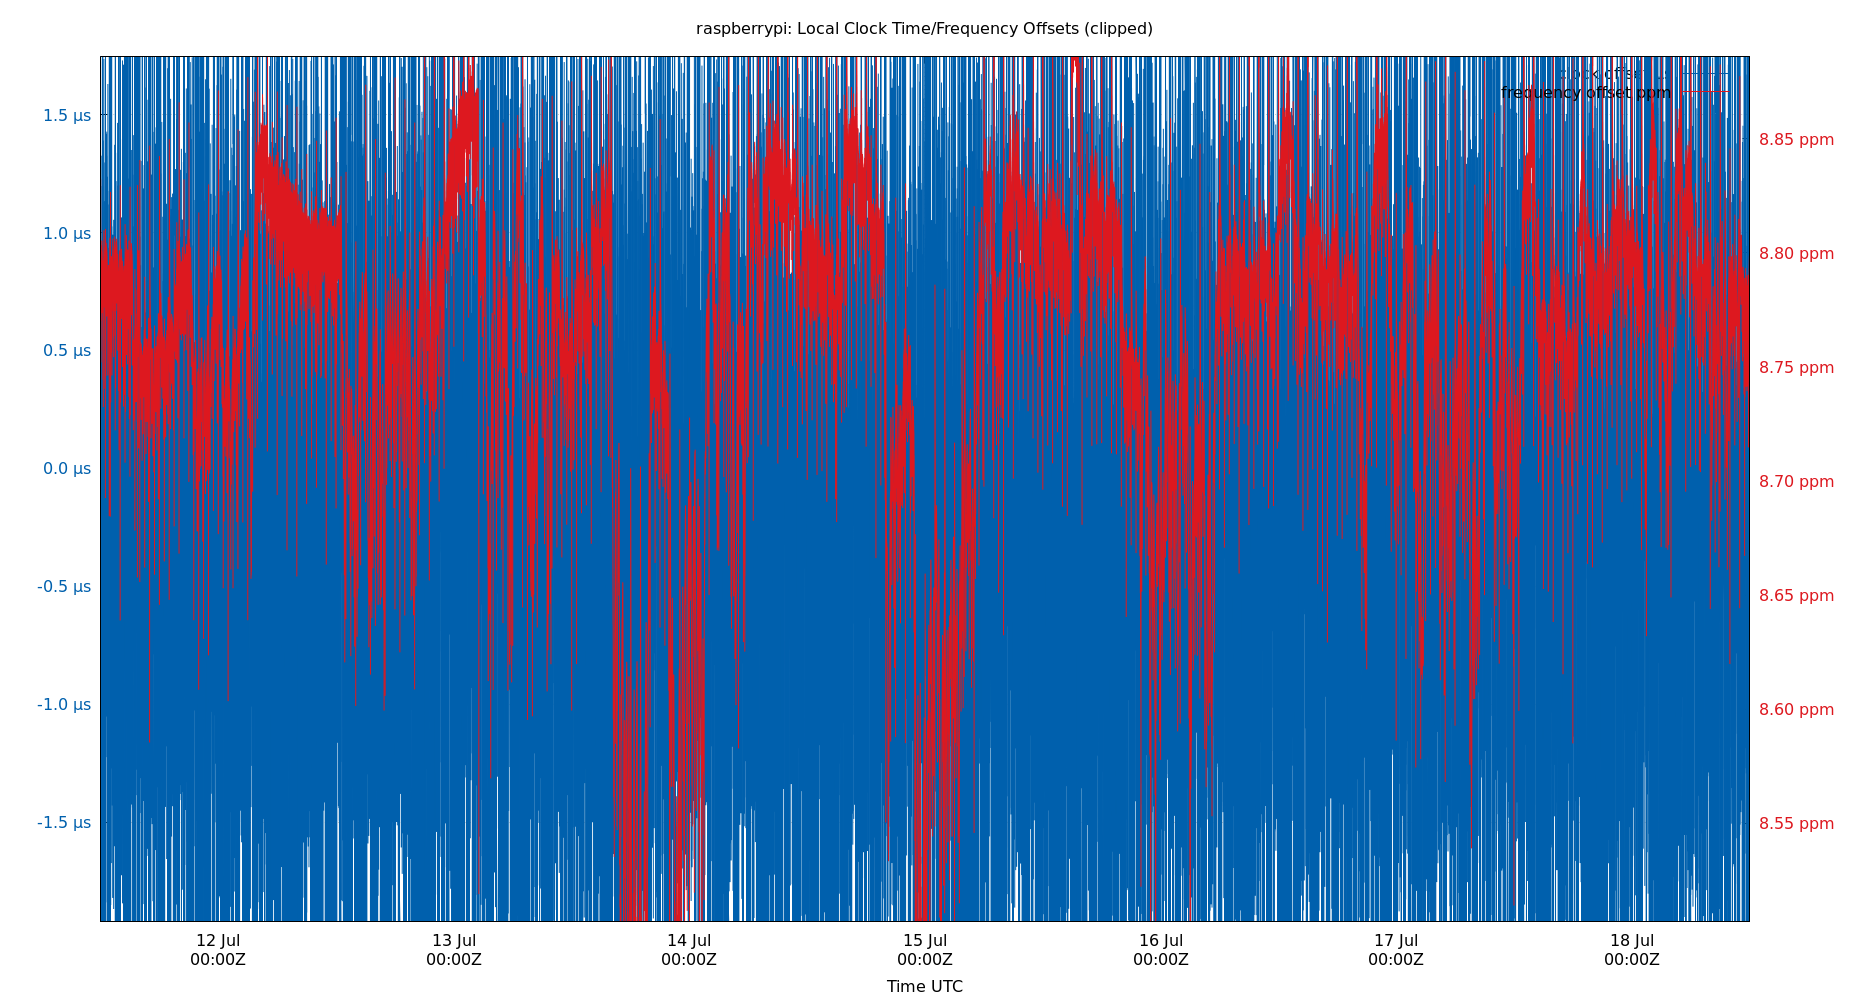 raspberrypi: Local Clock Time/Frequency Offsets (clipped)
clock offset
frequency offset ppm
1.5 µs
1.0 µs
0.5 µs
0.0 µs
-0.5 µs
-1.0 µs
-1.5 µs
8.85 ppm
8.80 ppm
8.75 ppm
8.70 ppm
8.65 ppm
8.60 ppm
8.55 ppm
12 Jul
00:00Z
13 Jul
00:00Z
14 Jul
00:00Z
15 Jul
00:00Z
16 Jul
00:00Z
17 Jul
00:00Z
18 Jul
00:00Z
Time UTC